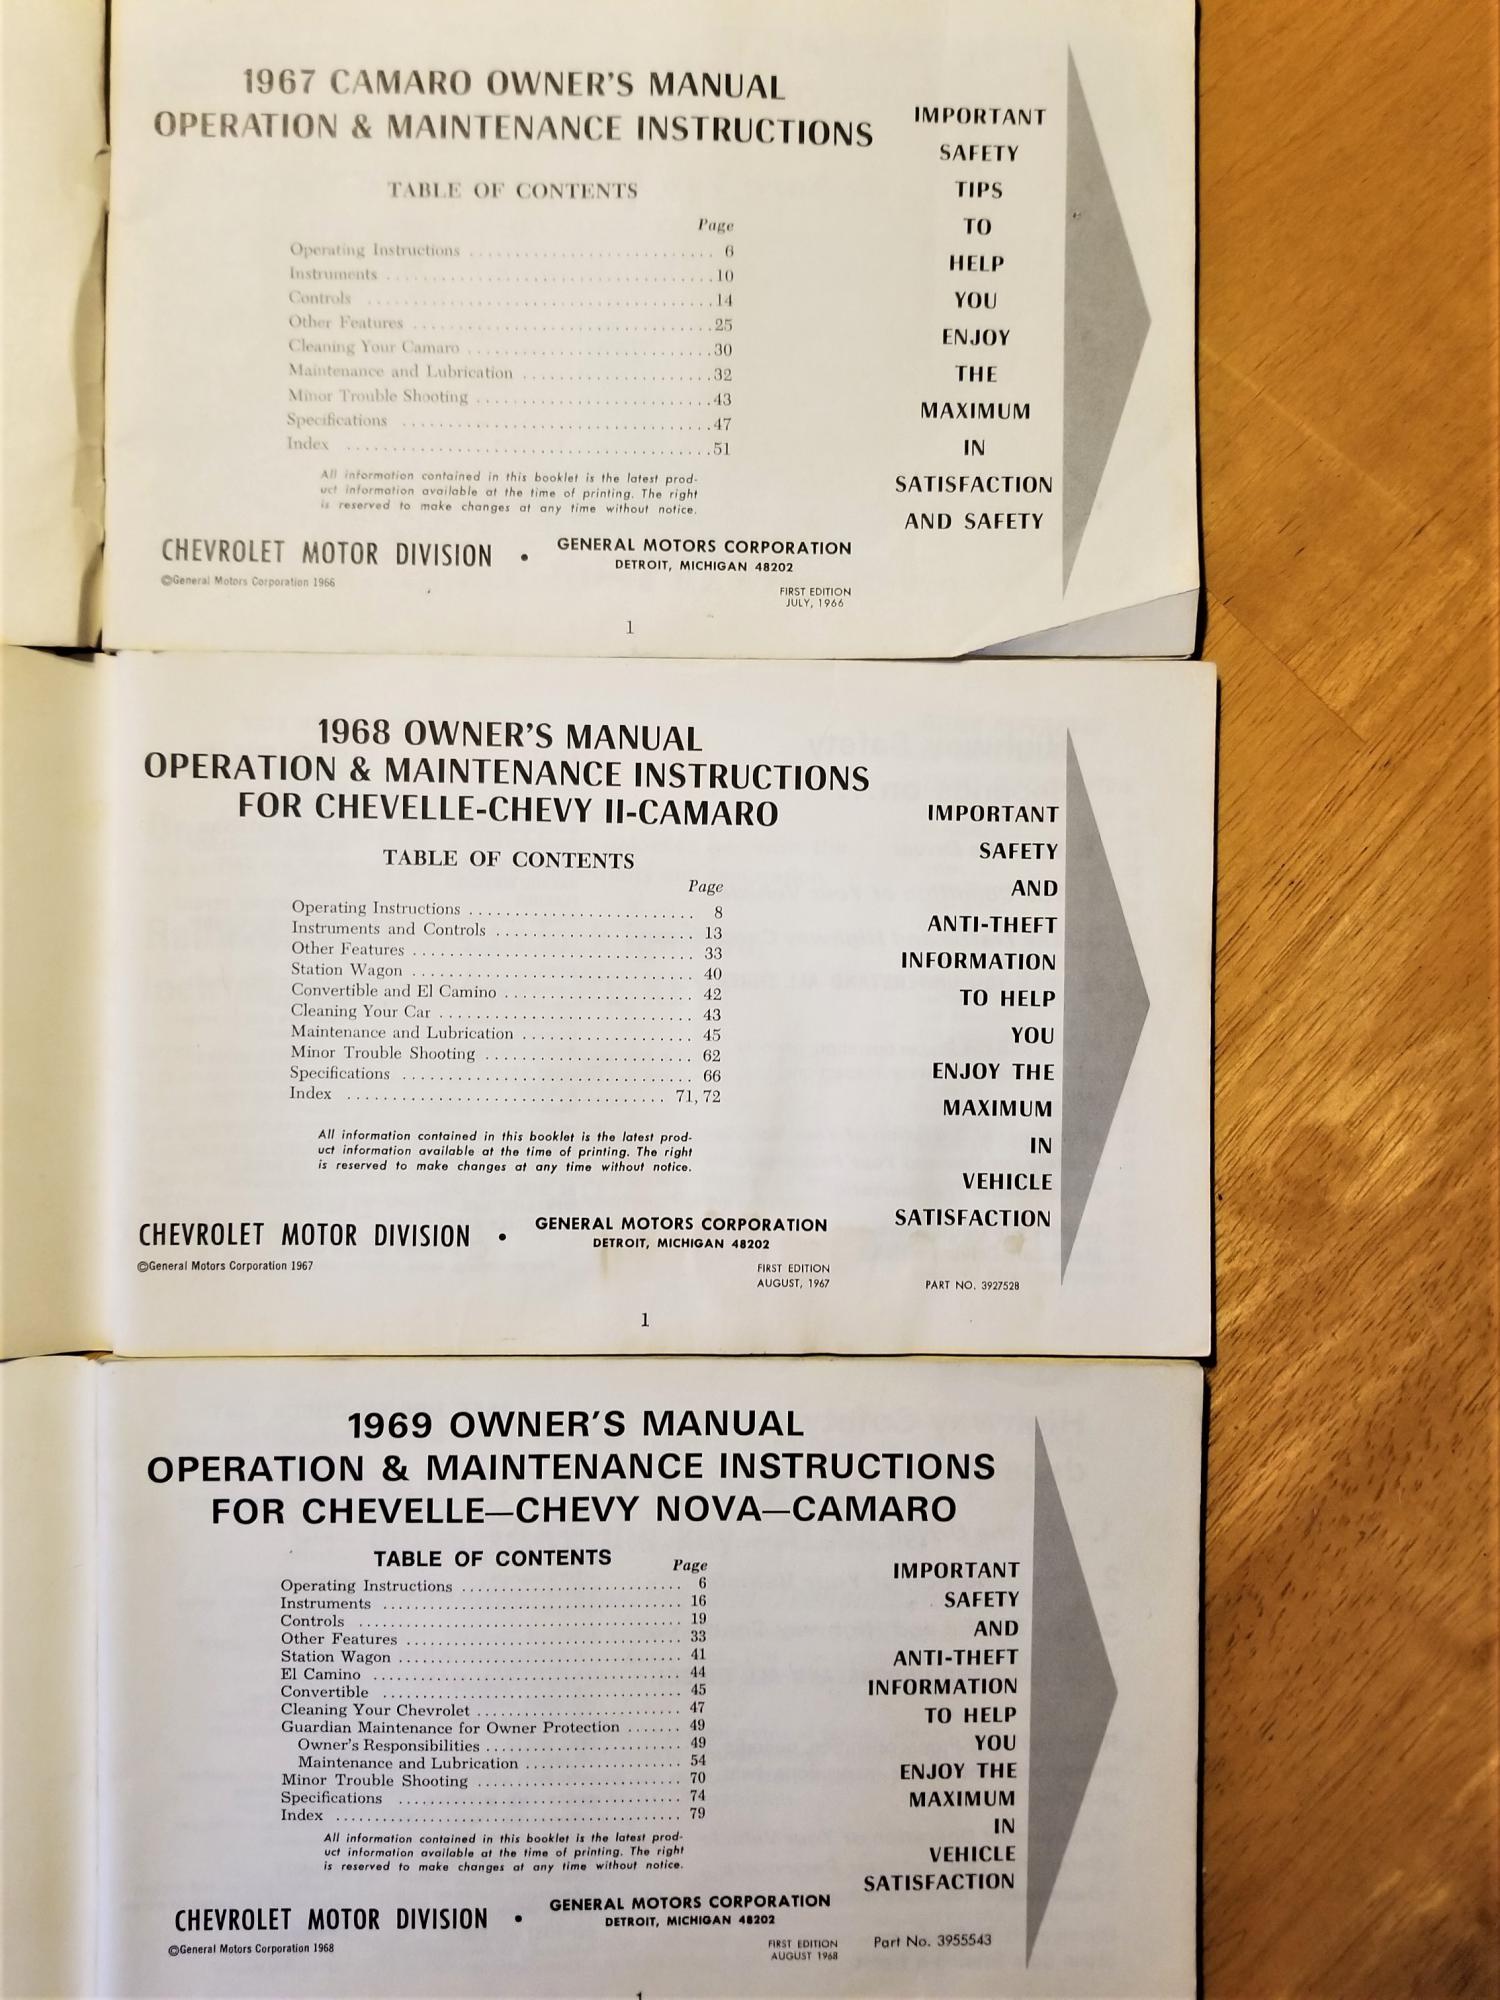 1967 CAMARO OWNER'S MANUAL
OPERATION & MAINTENANCE INSTRUCTIONS
TABLE OF CONTENTS
Page
Operating Instructions ........................... 6
Instruments ....................................10
Controls ......................................14
Other Features .................................25
Cleaning Your Camaro ...........................30
Maintenance and Lubrication .....................32
Minor Trouble Shooting ..........................43
Specifications ..................................47
Index ........................................51
All information contained in this booklet is the latest prod-
uct information available at the time of printing. The right
is reserved to make changes at any time without notice.
CHEVROLET MOTOR DIVISION • GENERAL MOTORS CORPORATION
DETROIT, MICHIGAN 48202
©General Motors Corporation 1966
FIRST EDITION
JULY, 1966
1
IMPORTANT
SAFETY
TIPS
TO
HELP
YOU
ENJOY
THE
MAXIMUM
IN
SATISFACTION
AND SAFETY
1968 OWNER'S MANUAL
OPERATION & MAINTENANCE INSTRUCTIONS
FOR CHEVELLE-CHEVY II-CAMARO
TABLE OF CONTENTS
Page
Operating Instructions ......................... 8
Instruments and Controls ...................... 13
Other Features ............................... 33
Station Wagon ............................... 40
Convertible and El Camino ..................... 42
Cleaning Your Car ............................ 43
Maintenance and Lubrication ................... 45
Minor Trouble Shooting ....................... 62
Specifications ................................ 66
Index ................................... 71, 72
All information contained in this booklet is the latest prod-
uct information available at the time of printing. The right
is reserved to make changes at any time without notice.
CHEVROLET MOTOR DIVISION • GENERAL MOTORS CORPORATION
DETROIT, MICHIGAN 48202
©General Motors Corporation 1967
FIRST EDITION
AUGUST, 1967
PART NO. 3927528
1
IMPORTANT
SAFETY
AND
ANTI-THEFT
INFORMATION
TO HELP
YOU
ENJOY THE
MAXIMUM
IN
VEHICLE
SATISFACTION
1969 OWNER'S MANUAL
OPERATION & MAINTENANCE INSTRUCTIONS
FOR CHEVELLE—CHEVY NOVA—CAMARO
TABLE OF CONTENTS
Page
Operating Instructions ........................... 6
Instruments .................................... 16
Controls ....................................... 19
Other Features ................................. 33
Station Wagon .................................. 41
El Camino ..................................... 44
Convertible .................................... 45
Cleaning Your Chevrolet ......................... 47
Guardian Maintenance for Owner Protection ....... 49
Owner's Responsibilities ........................ 49
Maintenance and Lubrication .................... 54
Minor Trouble Shooting ......................... 70
Specifications .................................. 74
Index ......................................... 79
All information contained in this booklet is the latest prod-
uct information available at the time of printing. The right
is reserved to make changes at any time without notice.
CHEVROLET MOTOR DIVISION • GENERAL MOTORS CORPORATION
DETROIT, MICHIGAN 48202
©General Motors Corporation 1968
FIRST EDITION
AUGUST 1968
Part No. 3955543
1
IMPORTANT
SAFETY
AND
ANTI-THEFT
INFORMATION
TO HELP
YOU
ENJOY THE
MAXIMUM
IN
VEHICLE
SATISFACTION